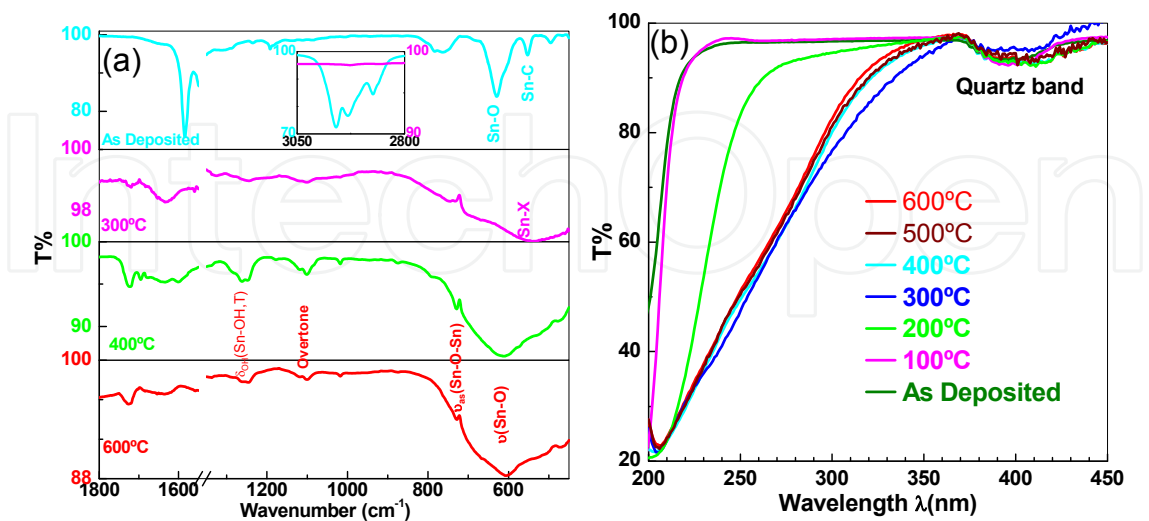 (a)
T%
100
80
As Deposited
100
70
100
90
3050
2800
Sn-O
Sn-C
100
98
300ºC
Sn-X
100
90
400ºC
δOH(Sn-OH,T)
Overtone
υas(Sn-O-Sn)
υ(Sn-O)
100
88
600ºC
1800
1600
1200
1000
800
600
Wavenumber (cm-1)
(b)
T%
100
80
60
40
20
Quartz band
600ºC
500ºC
400ºC
300ºC
200ºC
100ºC
As Deposited
200
250
300
350
400
450
Wavelength λ(nm)
IntechOpen